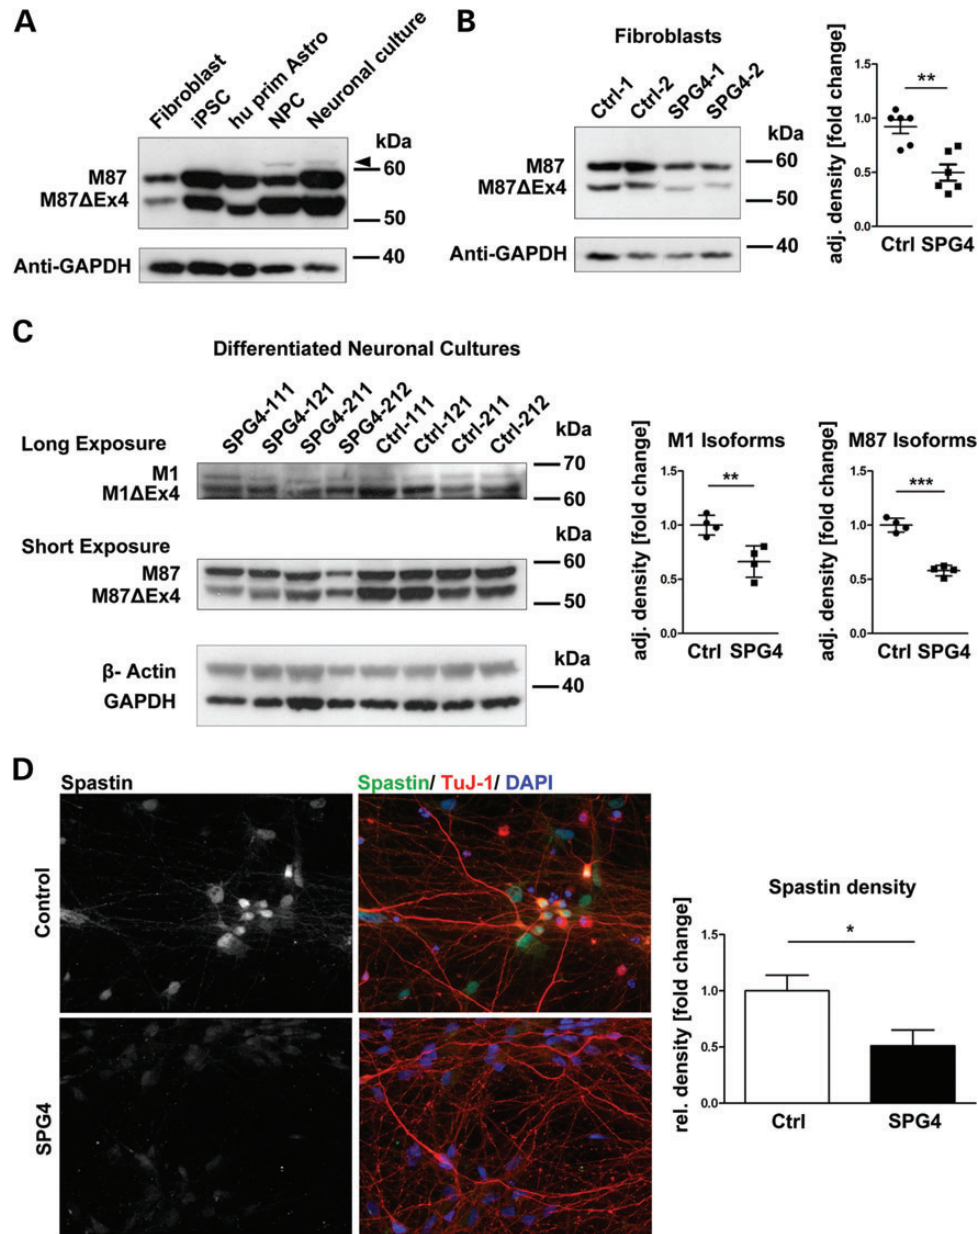 A
Fibroblast
iPSC
hu prim Astro
NPC
Neuronal culture
kDa
M87
60
M87ΔEx4
50
Anti-GAPDH
40
B
Fibroblasts
Ctrl-1
Ctrl-2
SPG4-1
SPG4-2
kDa
M87
60
M87ΔEx4
50
Anti-GAPDH
40
adj. density [fold change]
1.5
1.0
0.5
0.0
**
Ctrl SPG4
C
Differentiated Neuronal Cultures
SPG4-111
SPG4-121
SPG4-211
SPG4-212
Ctrl-111
Ctrl-121
Ctrl-211
Ctrl-212
kDa
Long Exposure
M1
70
M1ΔEx4
60
Short Exposure
M87
60
M87ΔEx4
50
β- Actin
kDa
GAPDH
40
M1 Isoforms
adj. density [fold change]
1.5
1.0
0.5
0.0
**
Ctrl SPG4
M87 Isoforms
adj. density [fold change]
1.5
1.0
0.5
0.0
***
Ctrl SPG4
D
Spastin
Spastin/ TuJ-1/ DAPI
Control
SPG4
Spastin density
rel. density [fold change]
1.5
1.0
0.5
0.0
*
Ctrl
SPG4